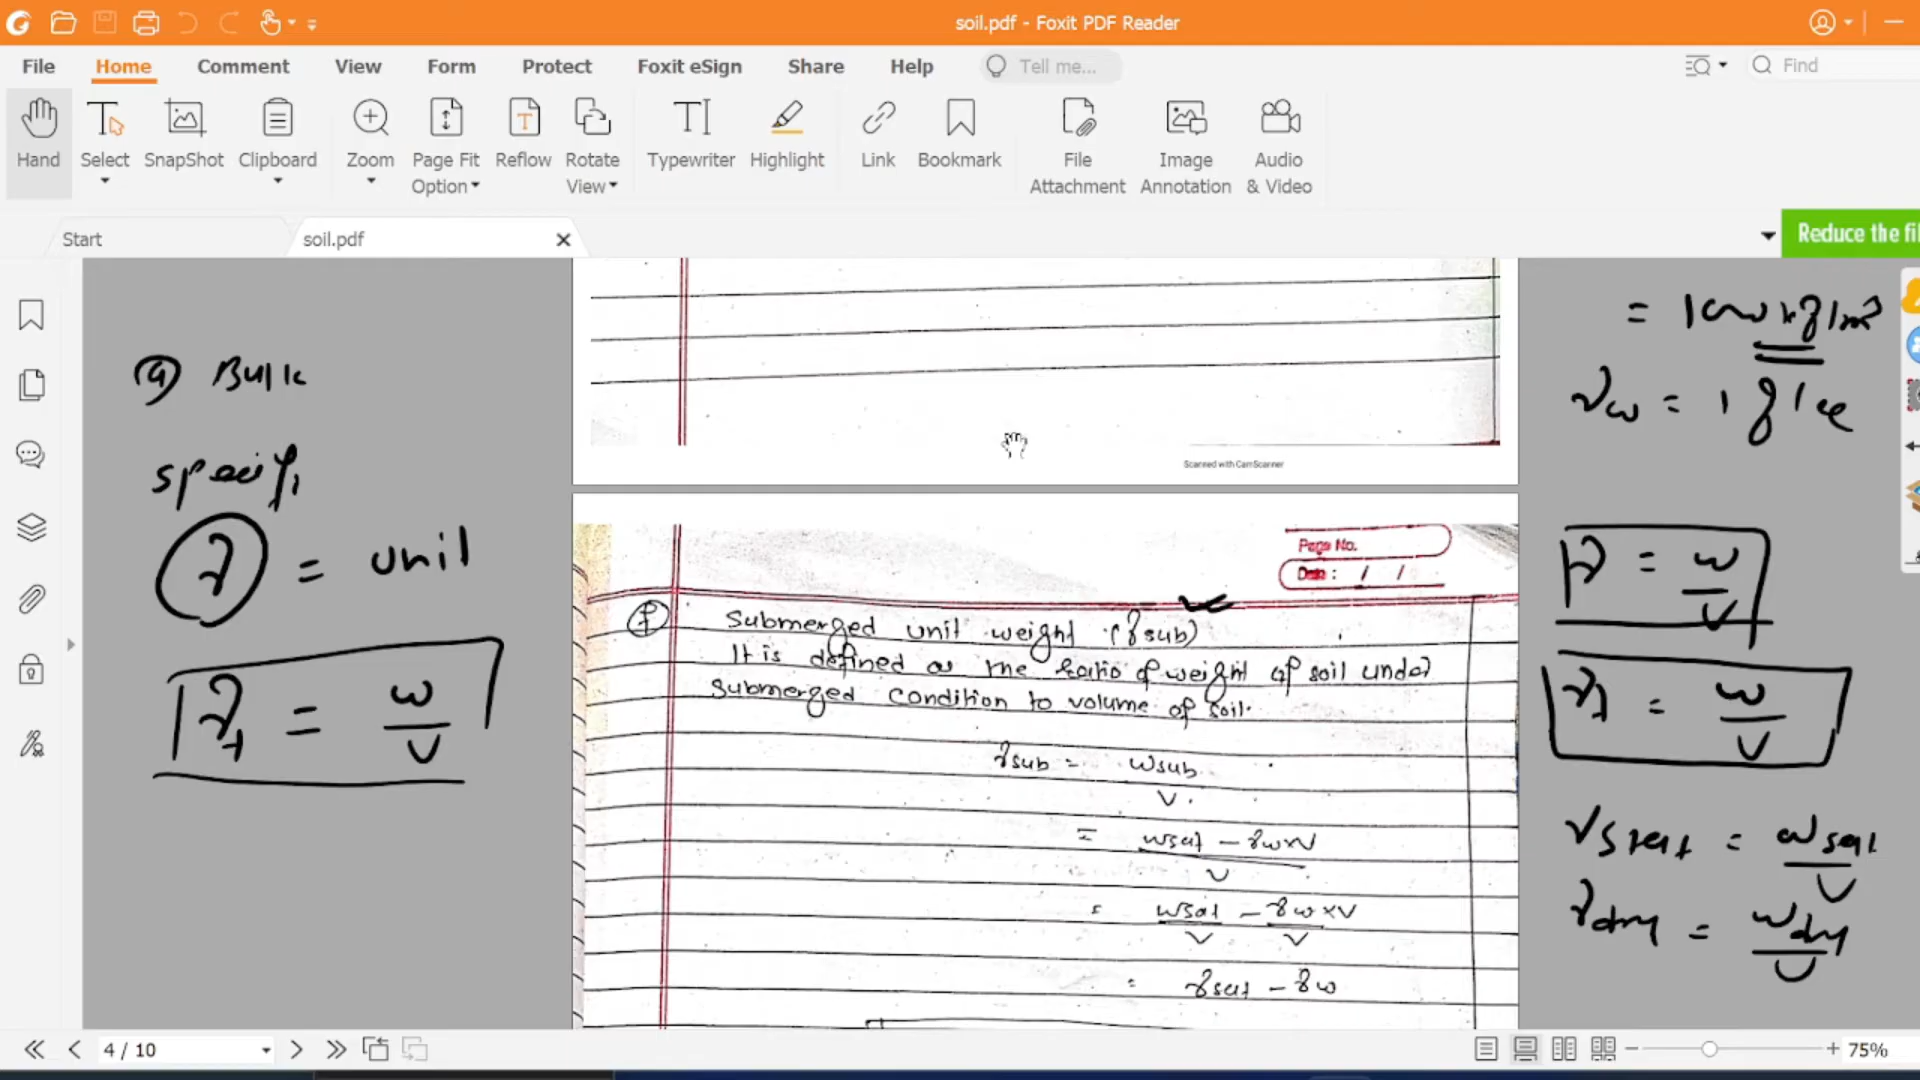 soil.pdf - Foxit PDF Reader
File Home Comment View Form Protect Foxit eSign Share Help Tell me... Find
Hand Select SnapShot Clipboard Zoom Page Fit Option Reflow Rotate View Typewriter Highlight Link Bookmark File Attachment Image Annotation Audio & Video
Start soil.pdf Reduce the fil
= 1000 kg/m³
γw = 1 g/cc
(a) Bulk
specifi
γ = unit
γt = w/v
Scanned with CamScanner
Page No.
Date : / /
(f) Submerged unit weight (γsub)
It is defined as the ratio of weight of soil under
submerged condition to volume of soil.
γsub = wsub/V.
= wsat - γw×V/V
= wsat/V - γw×V/V
= γsat - γw
γ = w/V
γt = w/V
= wsat/V
γdry = wdry/V
4 / 10
75%